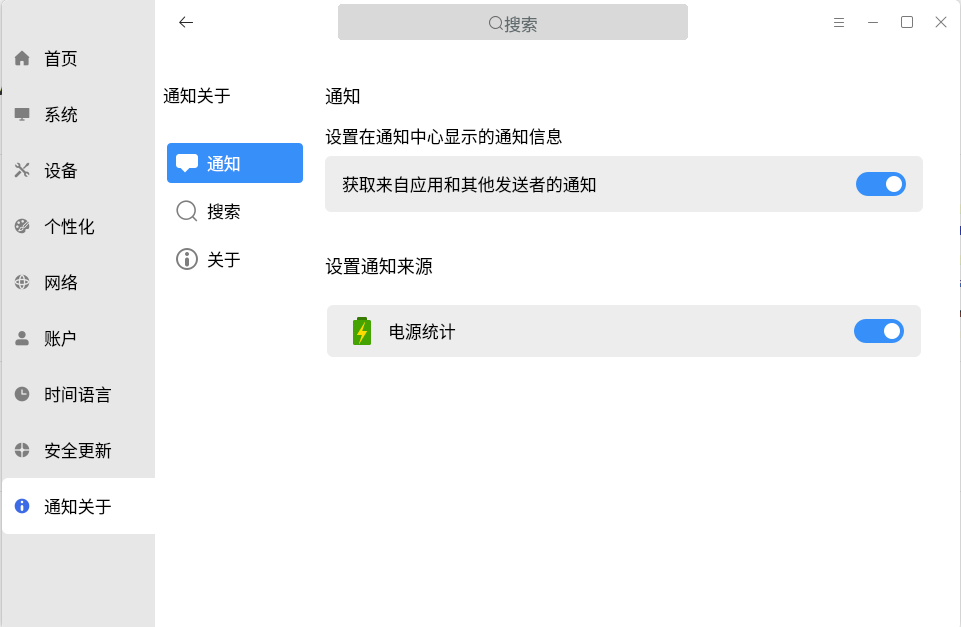 搜索
首页
系统
设备
个性化
网络
账户
时间语言
安全更新
通知关于
通知关于
通知
搜索
关于
通知
设置在通知中心显示的通知信息
获取来自应用和其他发送者的通知
设置通知来源
电源统计